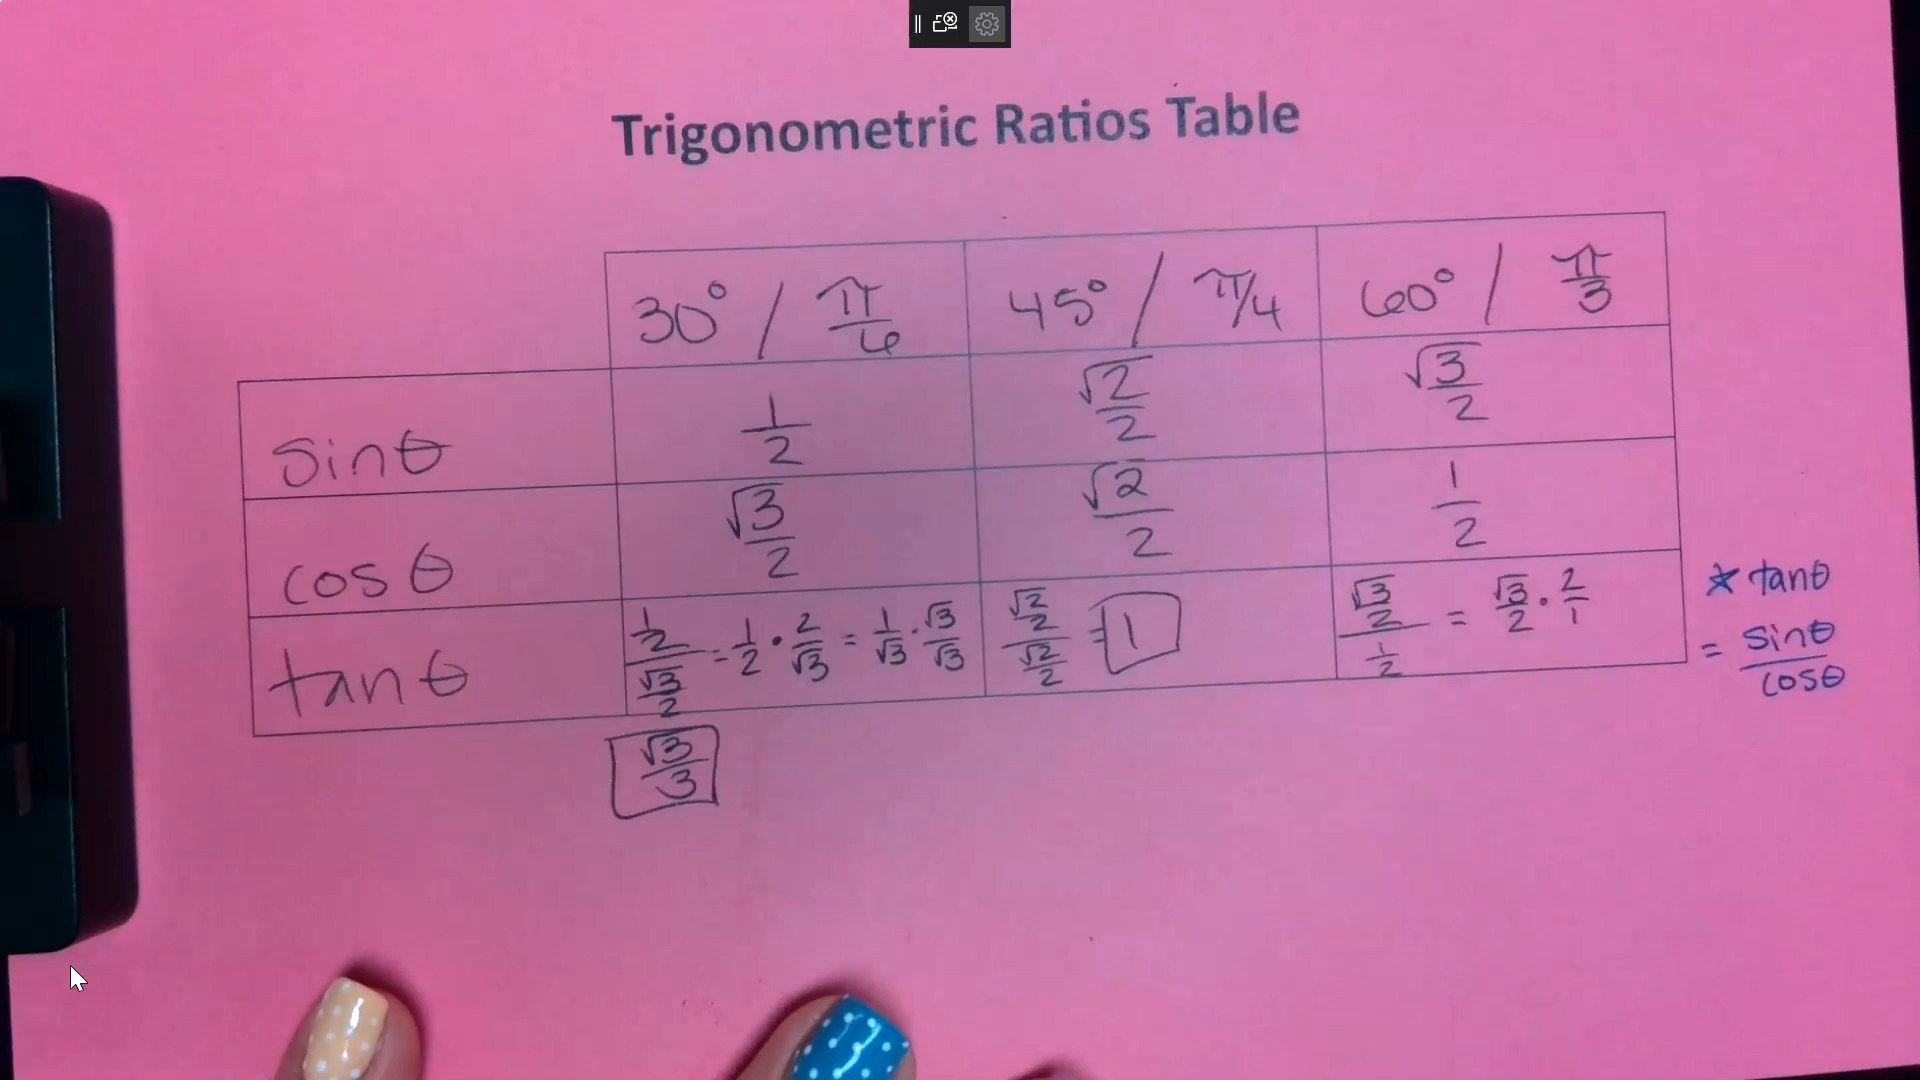 Trigonometric Ratios Table
30° / π/6 45° / π/4 60° / π/3
sinθ 1/2 √2/2 √3/2
cosθ √3/2 √2/2 1/2
tanθ (1/2)/(√3/2) = 1/2 · 2/√3 = 1/√3 · √3/√3 (√2/2)/(√2/2) = 1 (√3/2)/(1/2) = √3/2 · 2/1
√3/3
* tanθ
= sinθ/cosθ